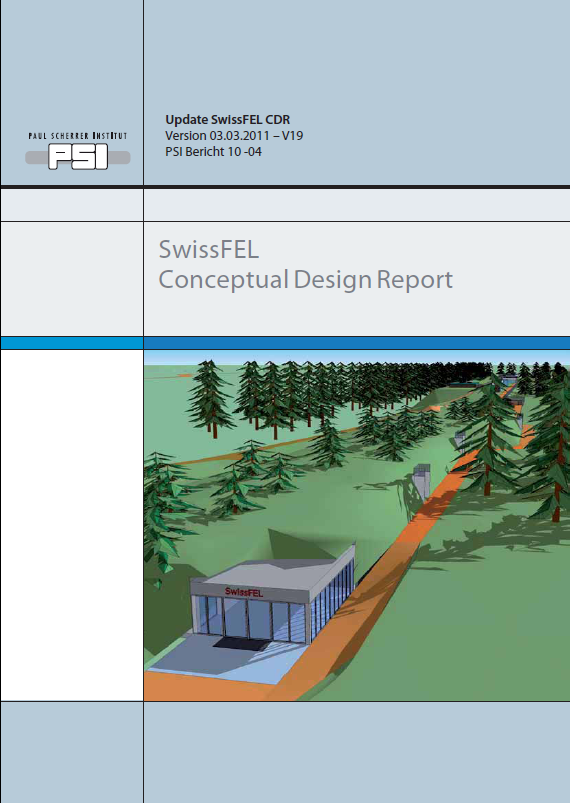 Update SwissFEL CDR
Version 03.03.2011 – V19
PSI Bericht 10 -04
PAUL SCHERRER INSTITUT
PSI
SwissFEL
Conceptual Design Report
SwissFEL